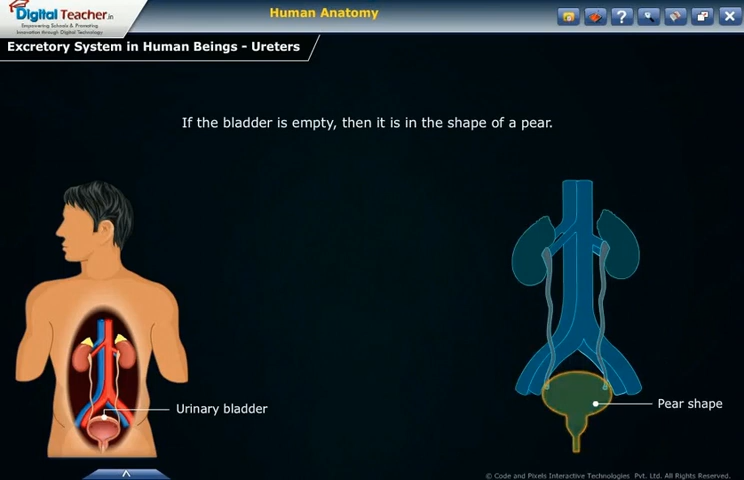 Digital Teacher.in
Empowering Schools & Promoting
Innovation through Digital Technology
Human Anatomy
?
Excretory System in Human Beings - Ureters
If the bladder is empty, then it is in the shape of a pear.
Urinary bladder
Pear shape
© Code and Pixels Interactive Technologies Pvt. Ltd. All Rights Reserved.